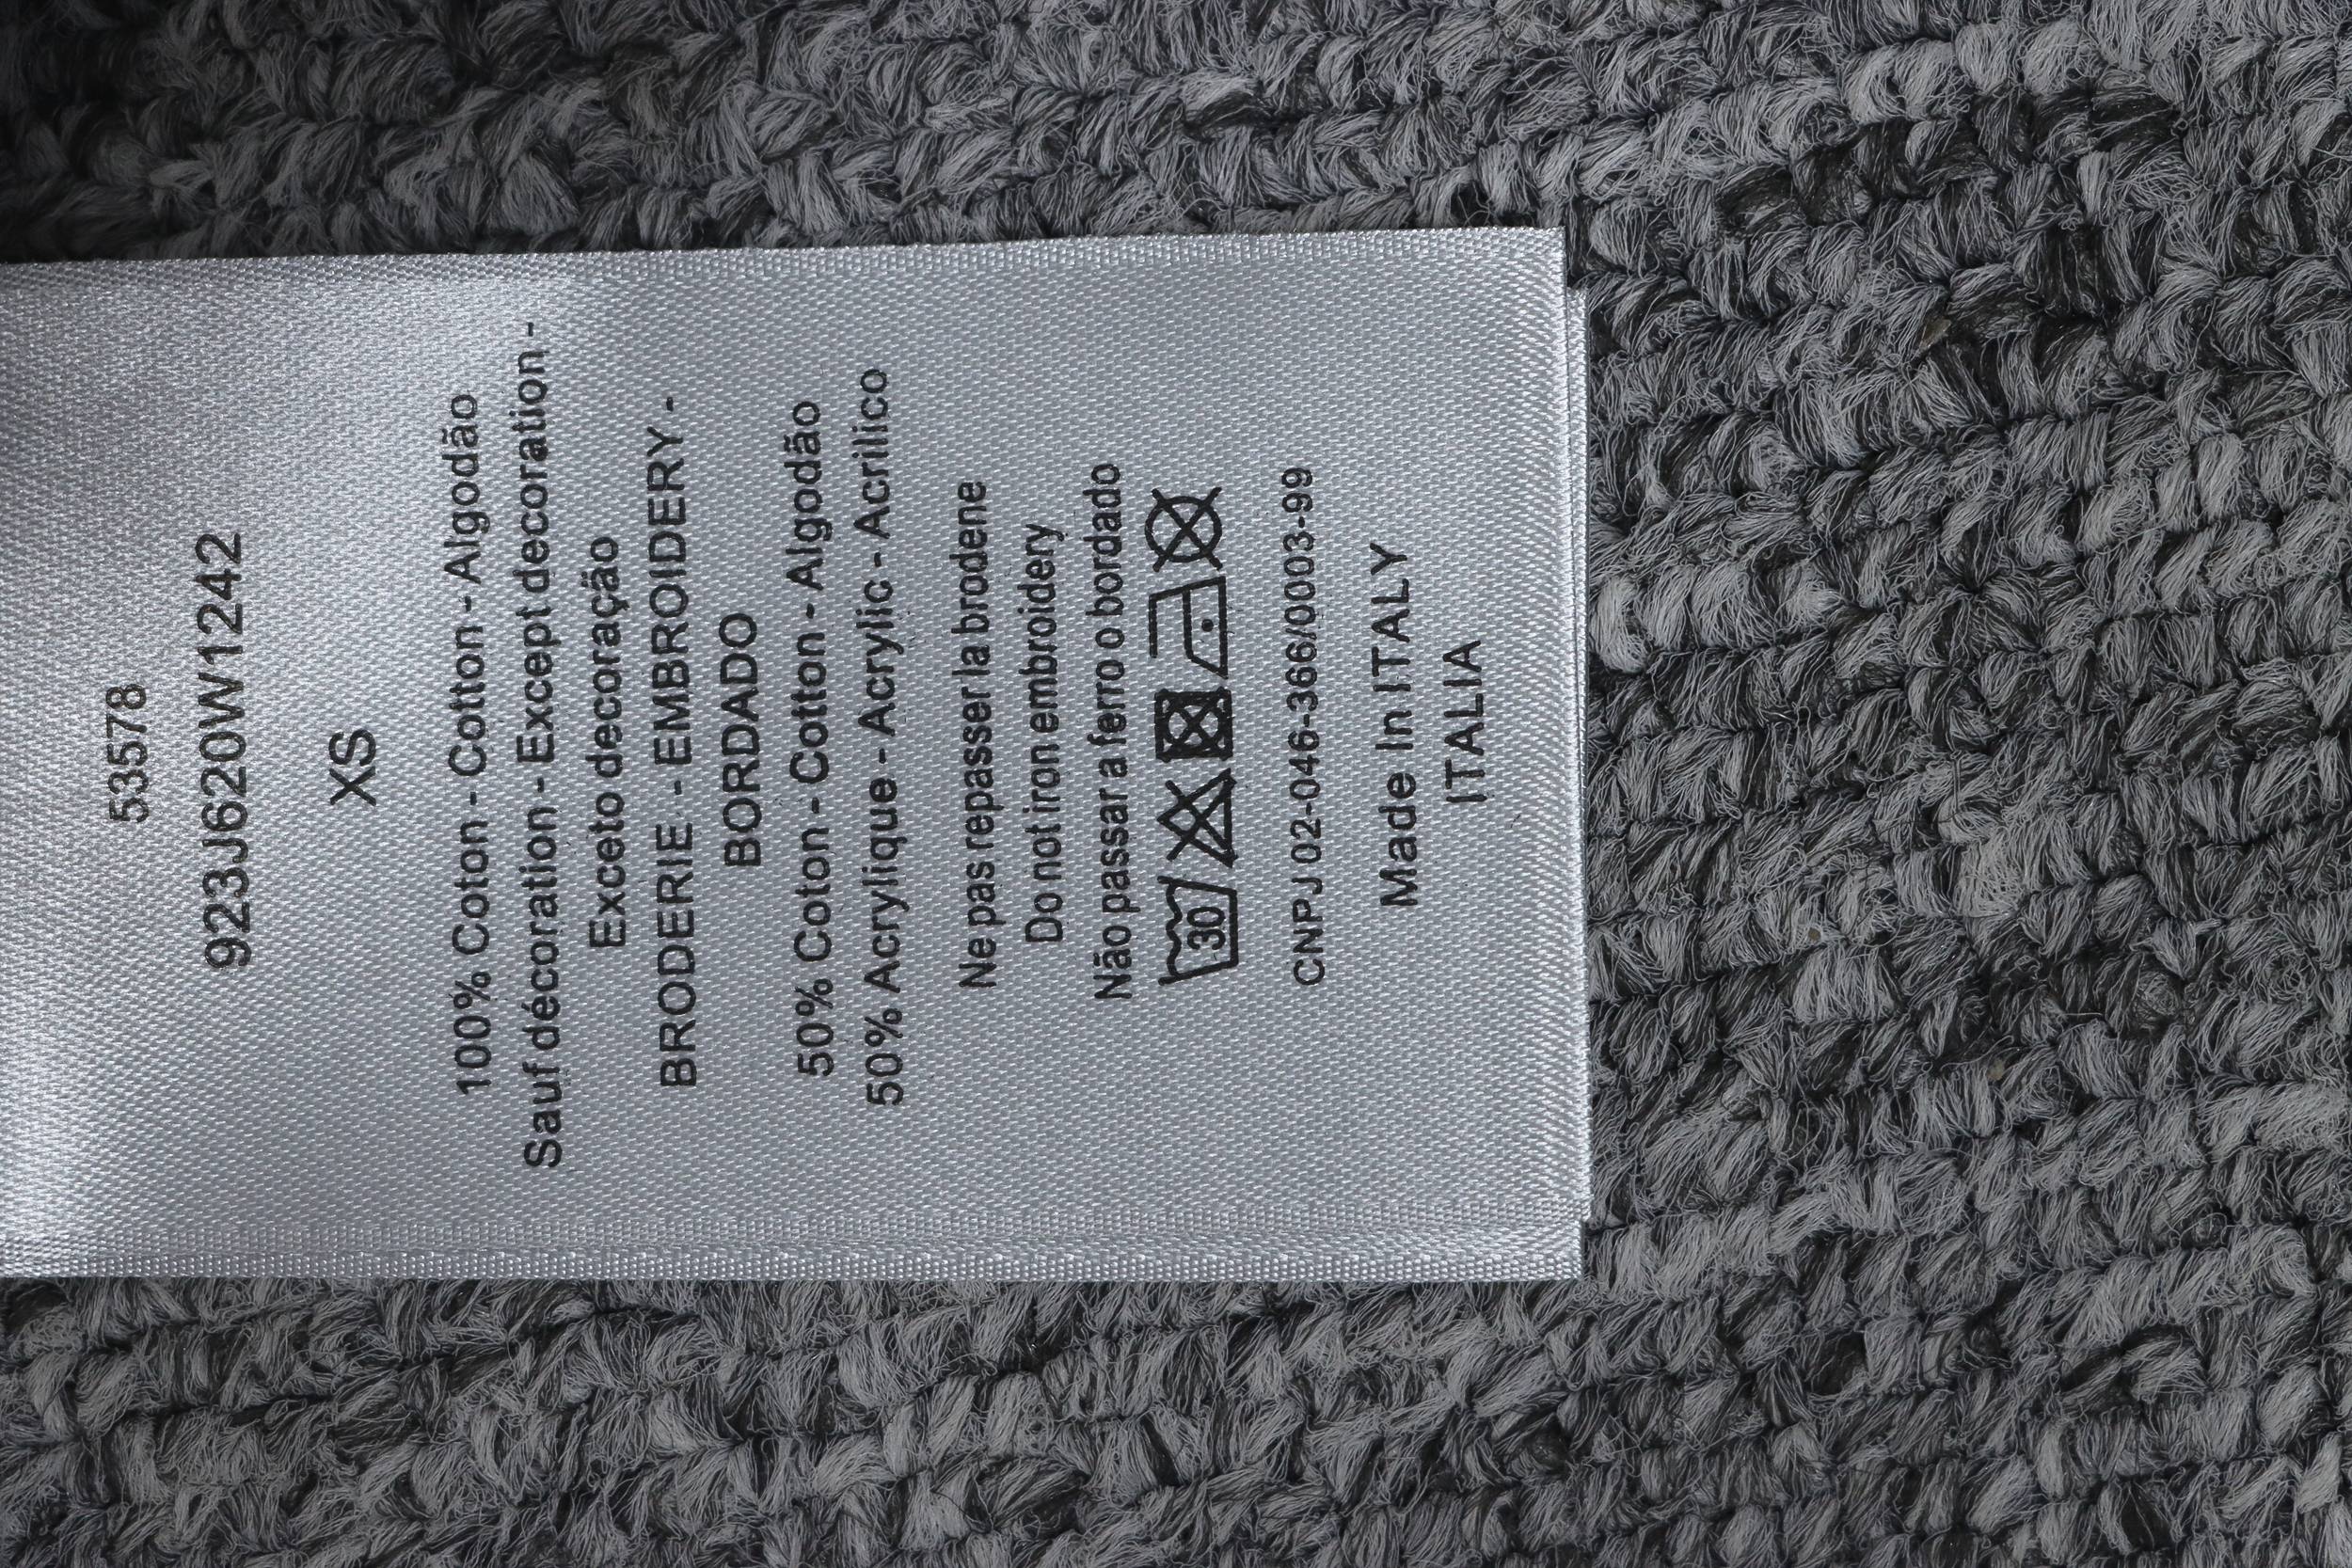 53578
923J620W1242
XS
100% Coton - Cotton - Algodão
Sauf décoration - Except decoration -
Exceto decoração
BRODERIE - EMBROIDERY -
BORDADO
50% Coton - Cotton - Algodão
50% Acrylique - Acrylic - Acrilico
Ne pas repasser la brodene
Do not iron embroidery
Não passar a ferro o bordado
30
CNPJ 02-046-366/0003-99
Made In ITALY
ITALIA